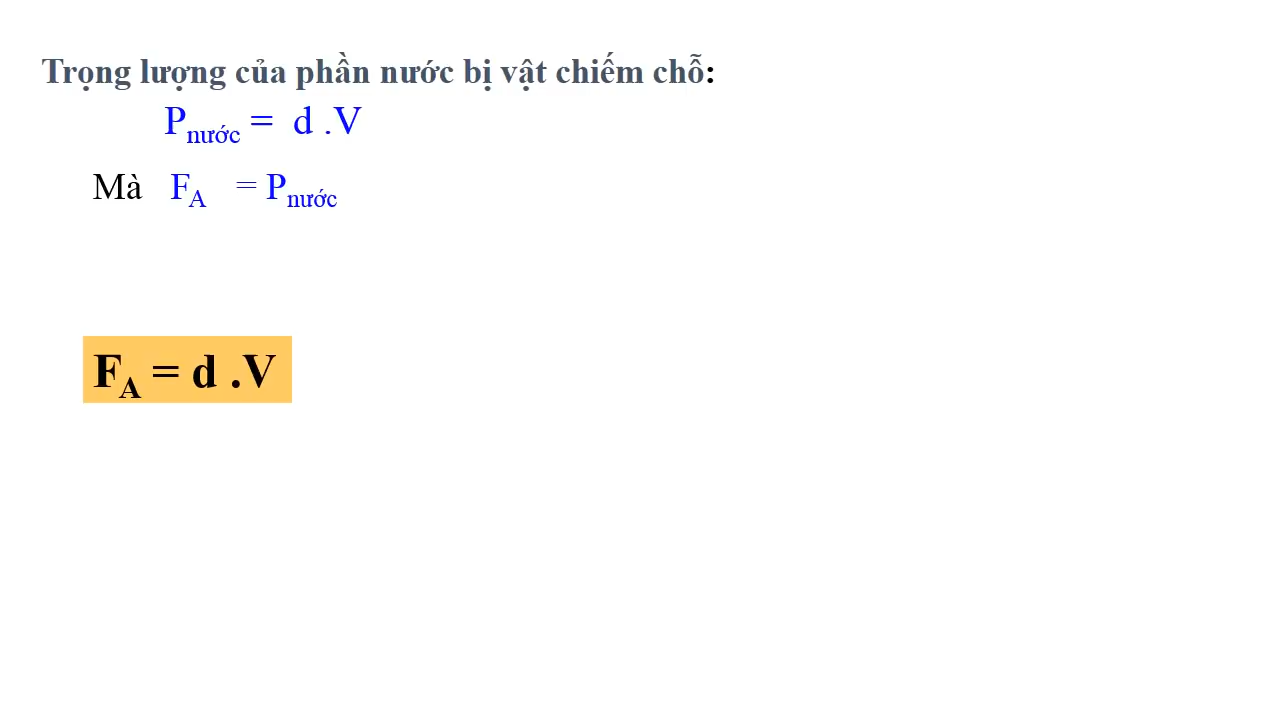 Trọng lượng của phần nước bị vật chiếm chỗ:
Pnước = d .V
Mà FA = Pnước
FA = d .V